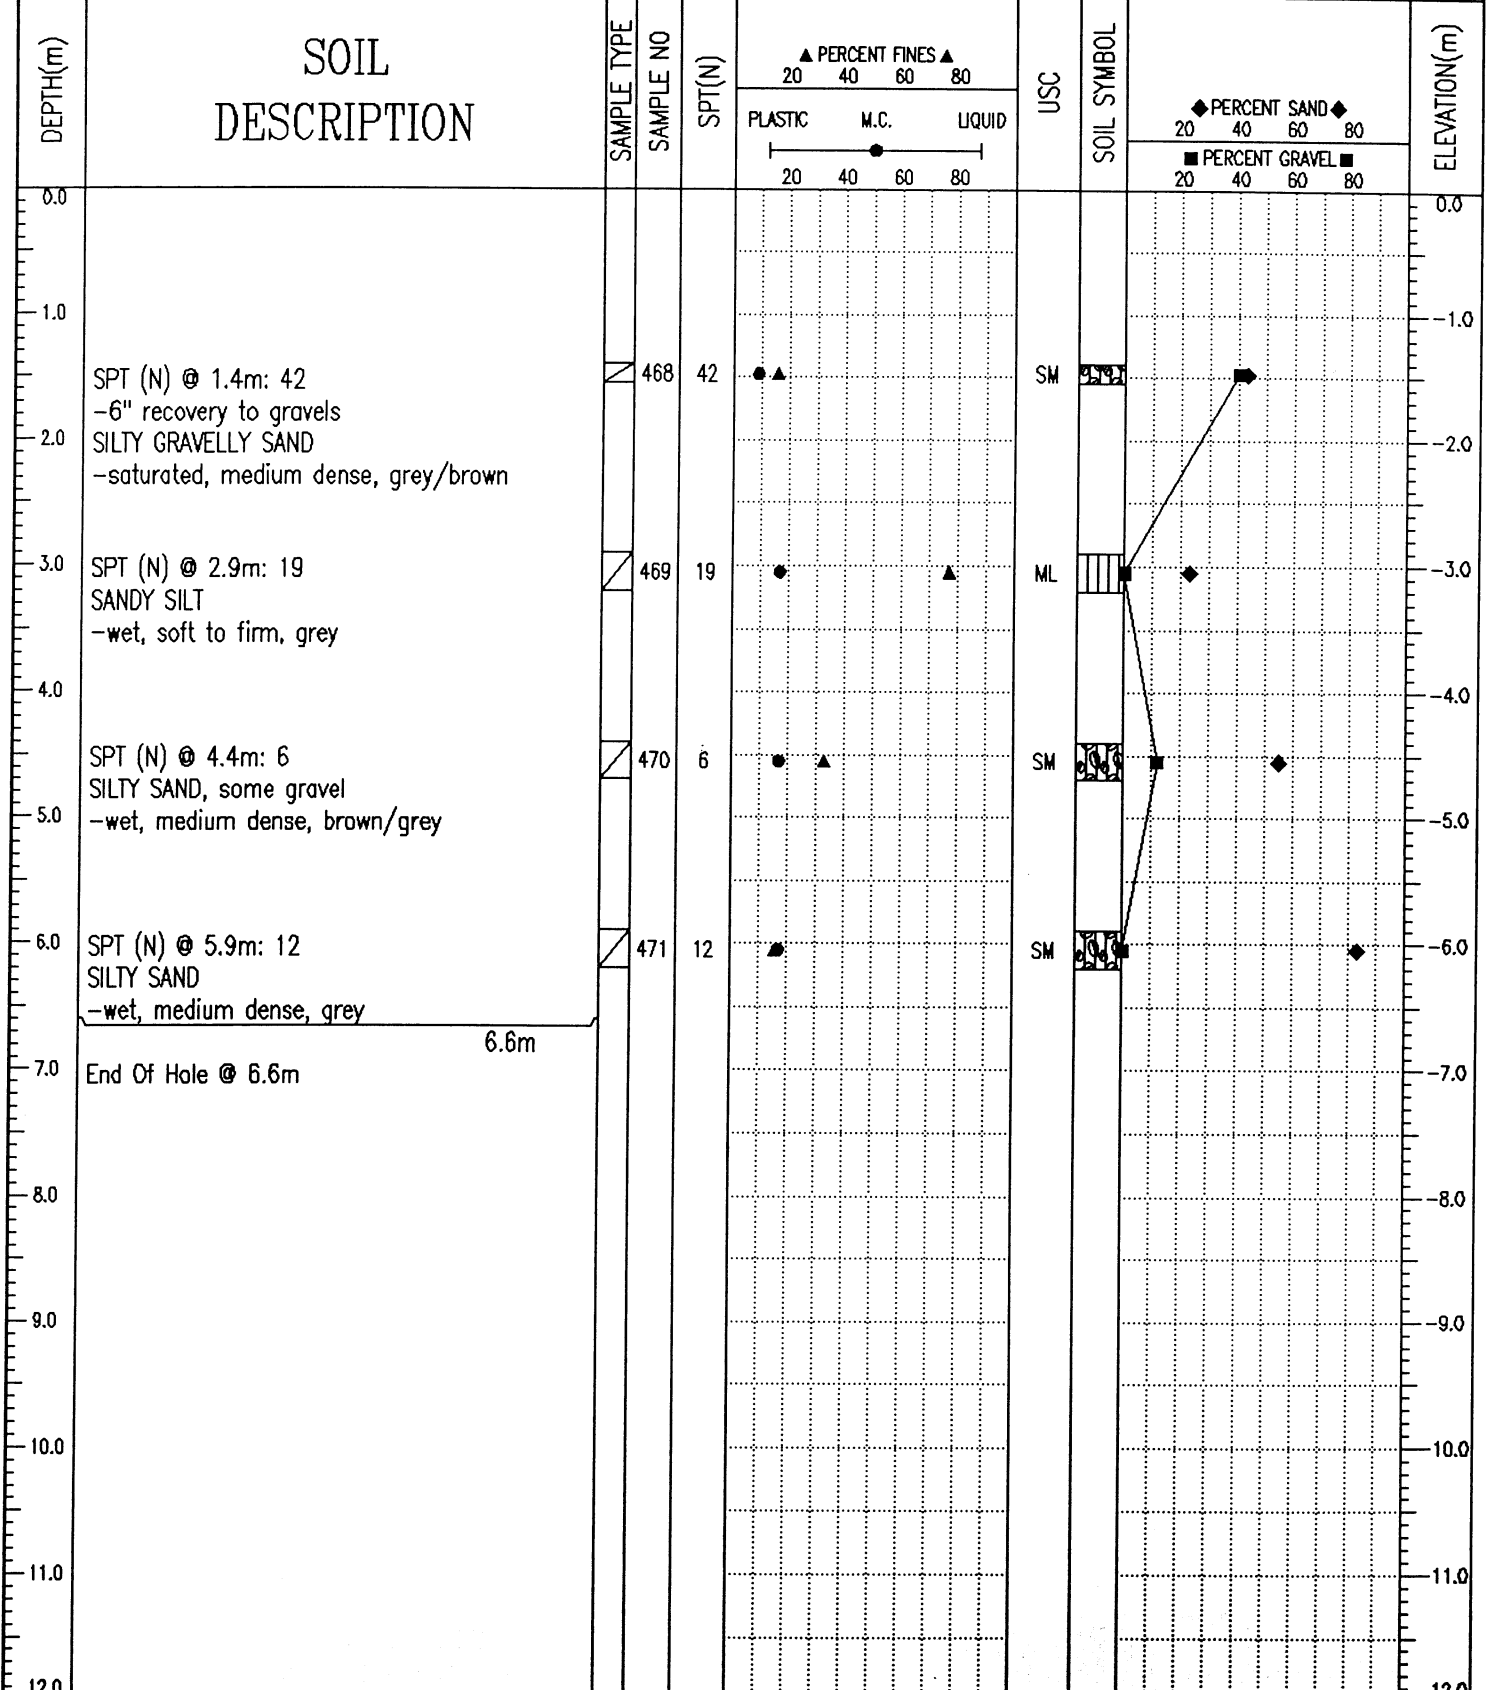 DEPTH(m)
SOIL
DESCRIPTION
SAMPLE TYPE
SAMPLE NO
SPT(N)
▲ PERCENT FINES ▲
20 40 60 80
PLASTIC M.C. LIQUID
20 40 60 80
USC
SOIL SYMBOL
◆PERCENT SAND◆
20 40 60 80
■ PERCENT GRAVEL■
20 40 60 80
ELEVATION(m)
0.0 0.0
1.0 -1.0
SPT (N) @ 1.4m: 42 468 42 SM
-6" recovery to gravels
2.0 SILTY GRAVELLY SAND -2.0
-saturated, medium dense, grey/brown
3.0 SPT (N) @ 2.9m: 19 469 19 ML -3.0
SANDY SILT
-wet, soft to firm, grey
4.0 -4.0
SPT (N) @ 4.4m: 6 470 6 SM
SILTY SAND, some gravel
5.0 -wet, medium dense, brown/grey -5.0
6.0 SPT (N) @ 5.9m: 12 471 12 SM -6.0
SILTY SAND
-wet, medium dense, grey
6.6m
7.0 End Of Hole @ 6.6m -7.0
8.0 -8.0
9.0 -9.0
10.0 -10.0
11.0 -11.0
12.0 12.0